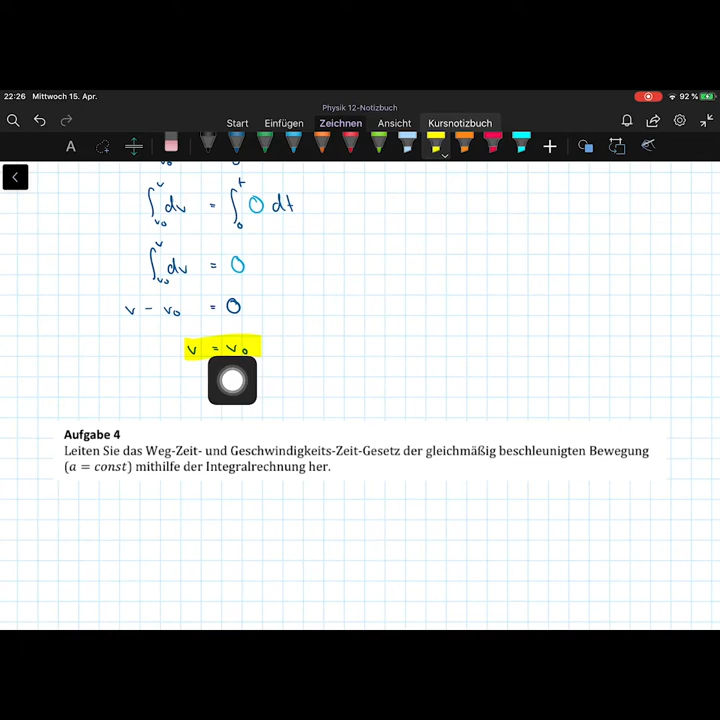 22:26 Mittwoch 15. Apr.
92 %
Physik 12-Notizbuch
Start Einfügen Zeichnen Ansicht Kursnotizbuch
A
v₀ 0
∫ᵥ₀ᵛ dv = ∫₀ᵗ 0 dt
∫ᵥ₀ᵛ dv = 0
v - v₀ = 0
v = v₀
Aufgabe 4
Leiten Sie das Weg-Zeit- und Geschwindigkeits-Zeit-Gesetz der gleichmäßig beschleunigten Bewegung
(a = const) mithilfe der Integralrechnung her.